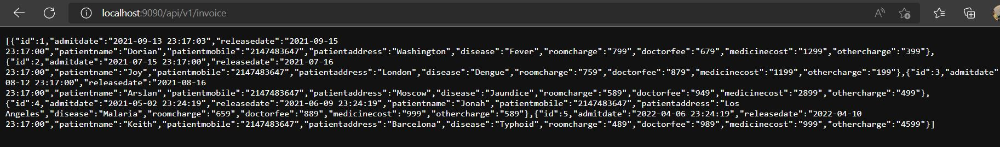 localhost:9090/api/v1/invoice
[{"id":1,"admitdate":"2021-09-13 23:17:03","releasedate":"2021-09-15
23:17:00","patientname":"Dorian","patientmobile":"2147483647","patientaddress":"Washington","disease":"Fever","roomcharge":"799","doctorfee":"679","medicinecost":"1299","othercharge":"399"},
{"id":2,"admitdate":"2021-07-15 23:17:00","releasedate":"2021-07-16
23:17:00","patientname":"Joy","patientmobile":"2147483647","patientaddress":"London","disease":"Dengue","roomcharge":"759","doctorfee":"879","medicinecost":"1199","othercharge":"199"},{"id":3,"admitdate"
08-12 23:17:00","releasedate":"2021-08-16
23:17:00","patientname":"Arslan","patientmobile":"2147483647","patientaddress":"Moscow","disease":"Jaundice","roomcharge":"589","doctorfee":"949","medicinecost":"2899","othercharge":"499"},
{"id":4,"admitdate":"2021-05-02 23:24:19","releasedate":"2021-06-09 23:24:19","patientname":"Jonah","patientmobile":"2147483647","patientaddress":"Los
Angeles","disease":"Malaria","roomcharge":"659","doctorfee":"889","medicinecost":"999","othercharge":"589"},{"id":5,"admitdate":"2022-04-06 23:24:19","releasedate":"2022-04-10
23:17:00","patientname":"Keith","patientmobile":"2147483647","patientaddress":"Barcelona","disease":"Typhoid","roomcharge":"489","doctorfee":"989","medicinecost":"999","othercharge":"4599"}]